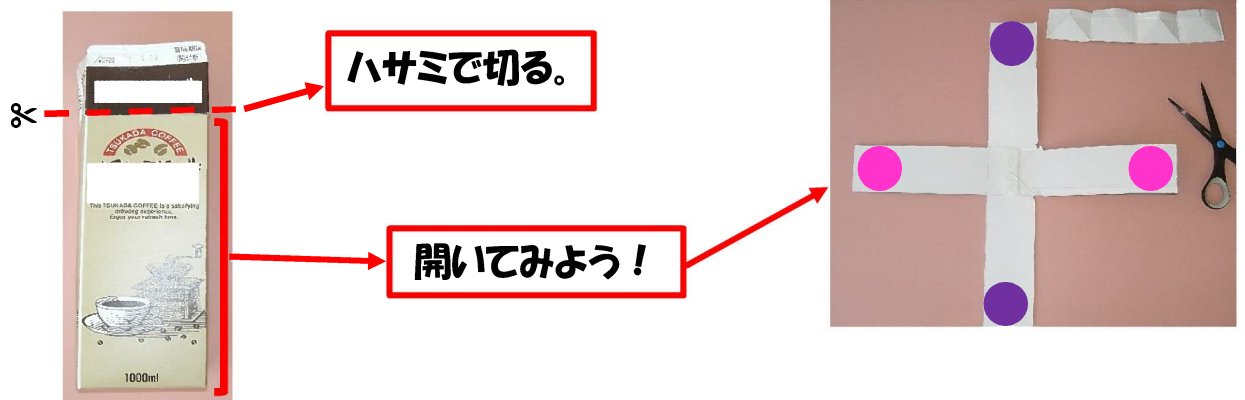 ハサミで切る。
TSUKADA COFFEE
This TSUKADA COFFEE is a satisfying
drinking experience.
Enjoy your refresh time.
開いてみよう！
1000ml